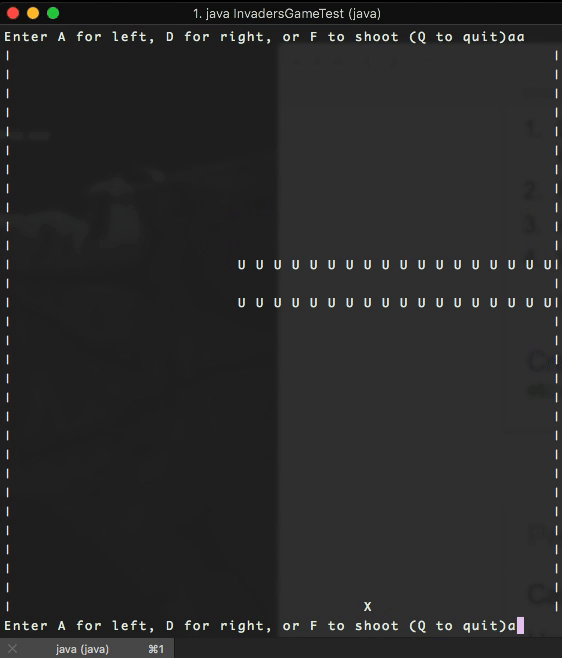 1. java InvadersGameTest (java)
Enter A for left, D for right, or F to shoot (Q to quit)aa
| U U U U U U U U U U U U U U U U U U|
| U U U U U U U U U U U U U U U U U U|
| X |
Enter A for left, D for right, or F to shoot (Q to quit)a
java (java) ⌘1